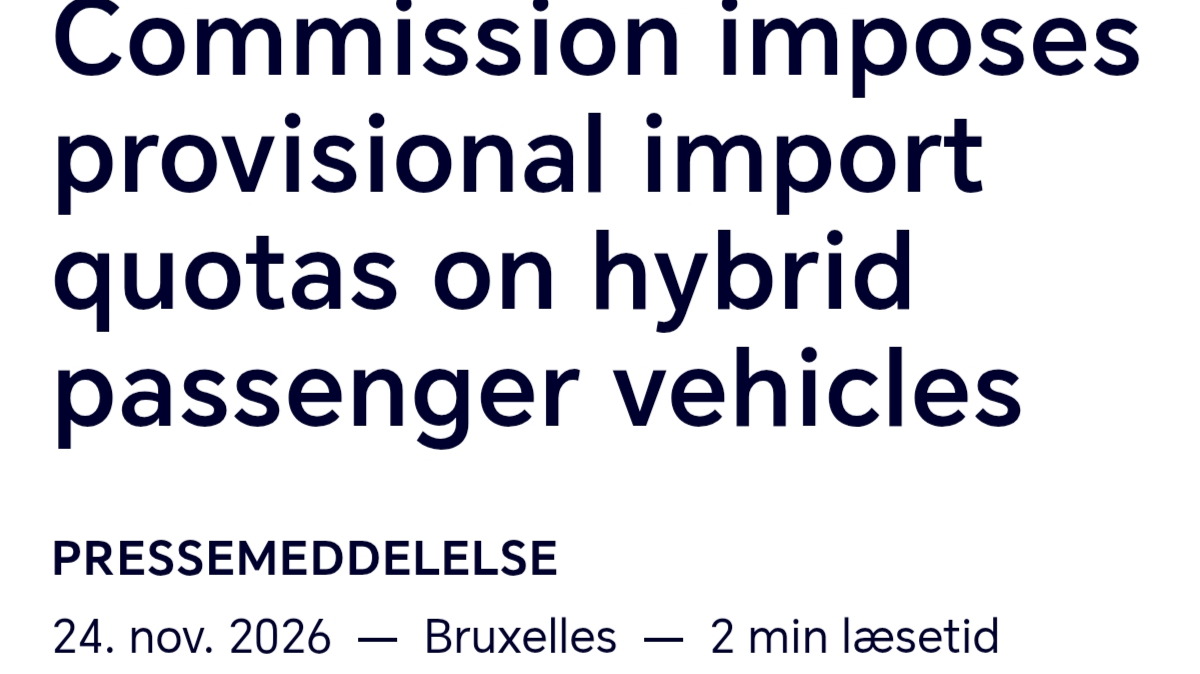 Commission imposes
provisional import
quotas on hybrid
passenger vehicles
PRESSEMEDDELELSE
24. nov. 2026 — Bruxelles — 2 min læsetid